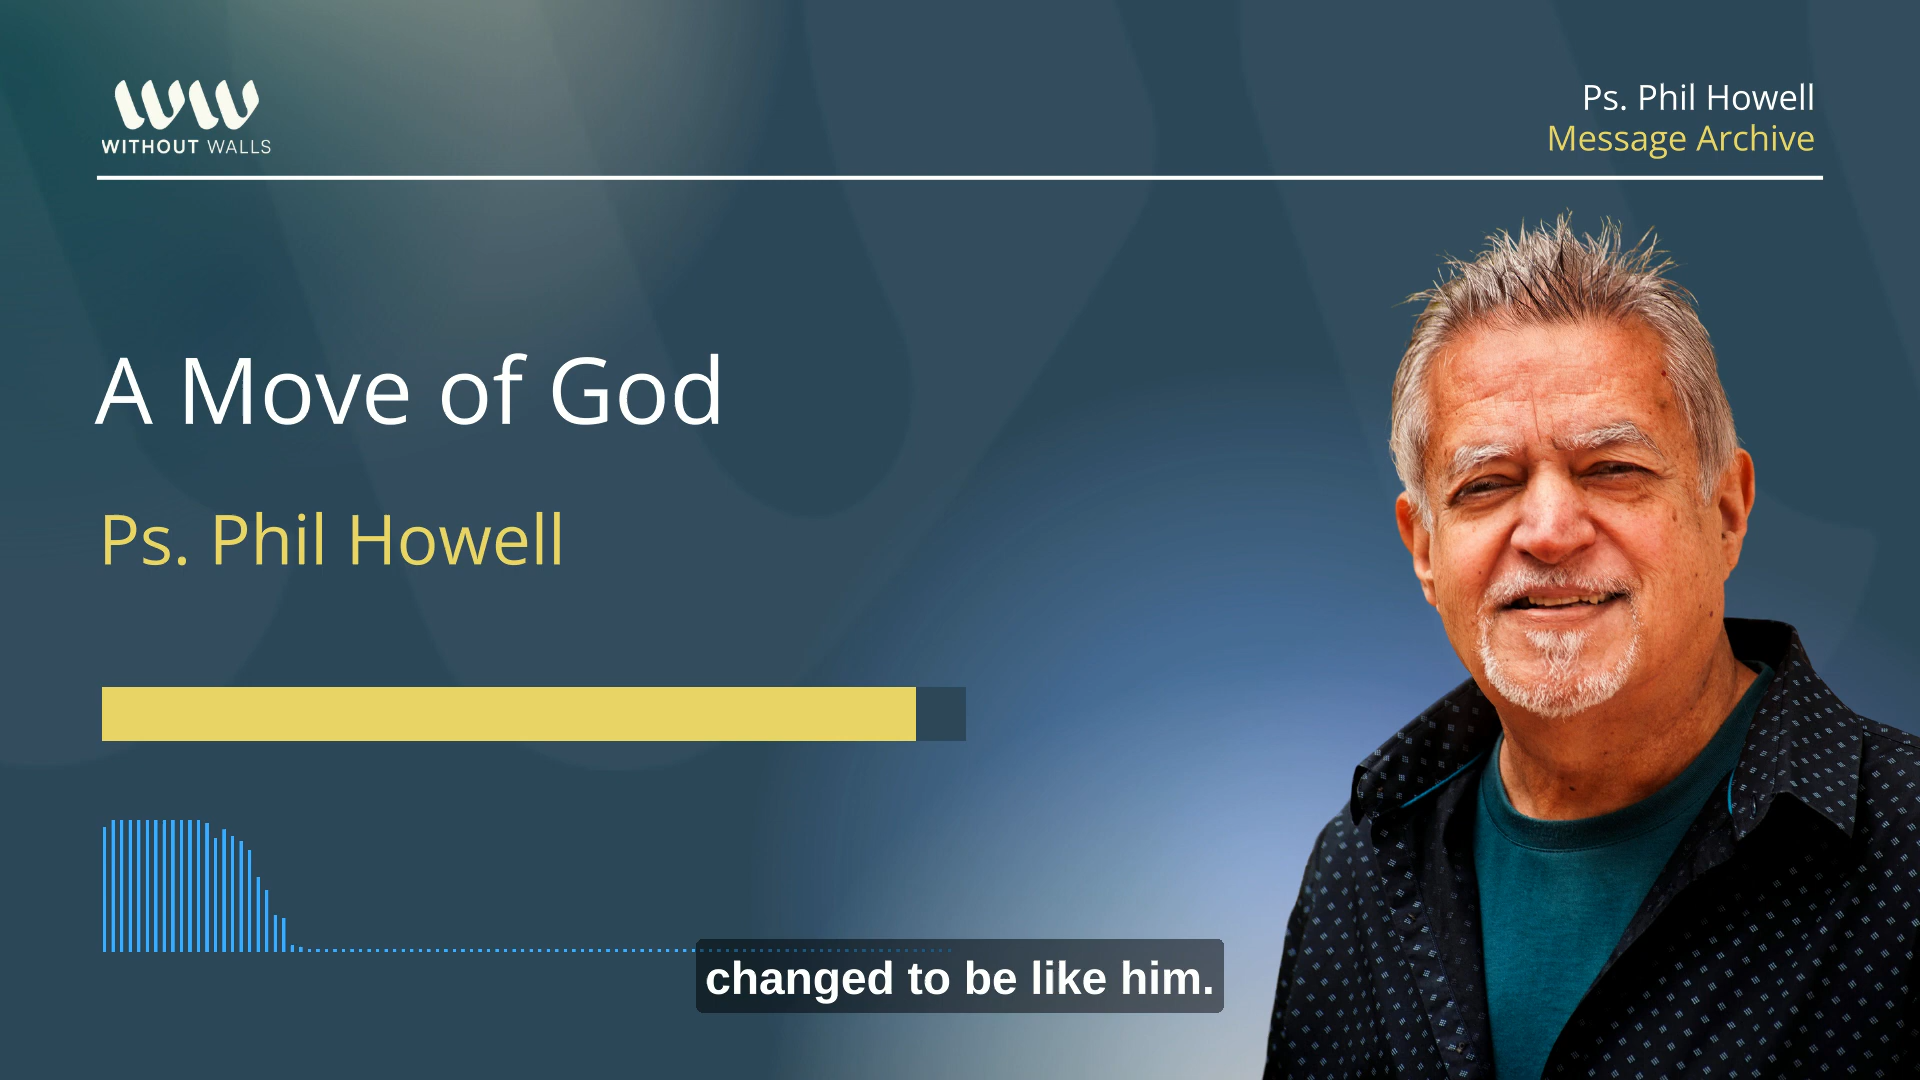 WITHOUT WALLS
Ps. Phil Howell
Message Archive
A Move of God
Ps. Phil Howell
changed to be like him.